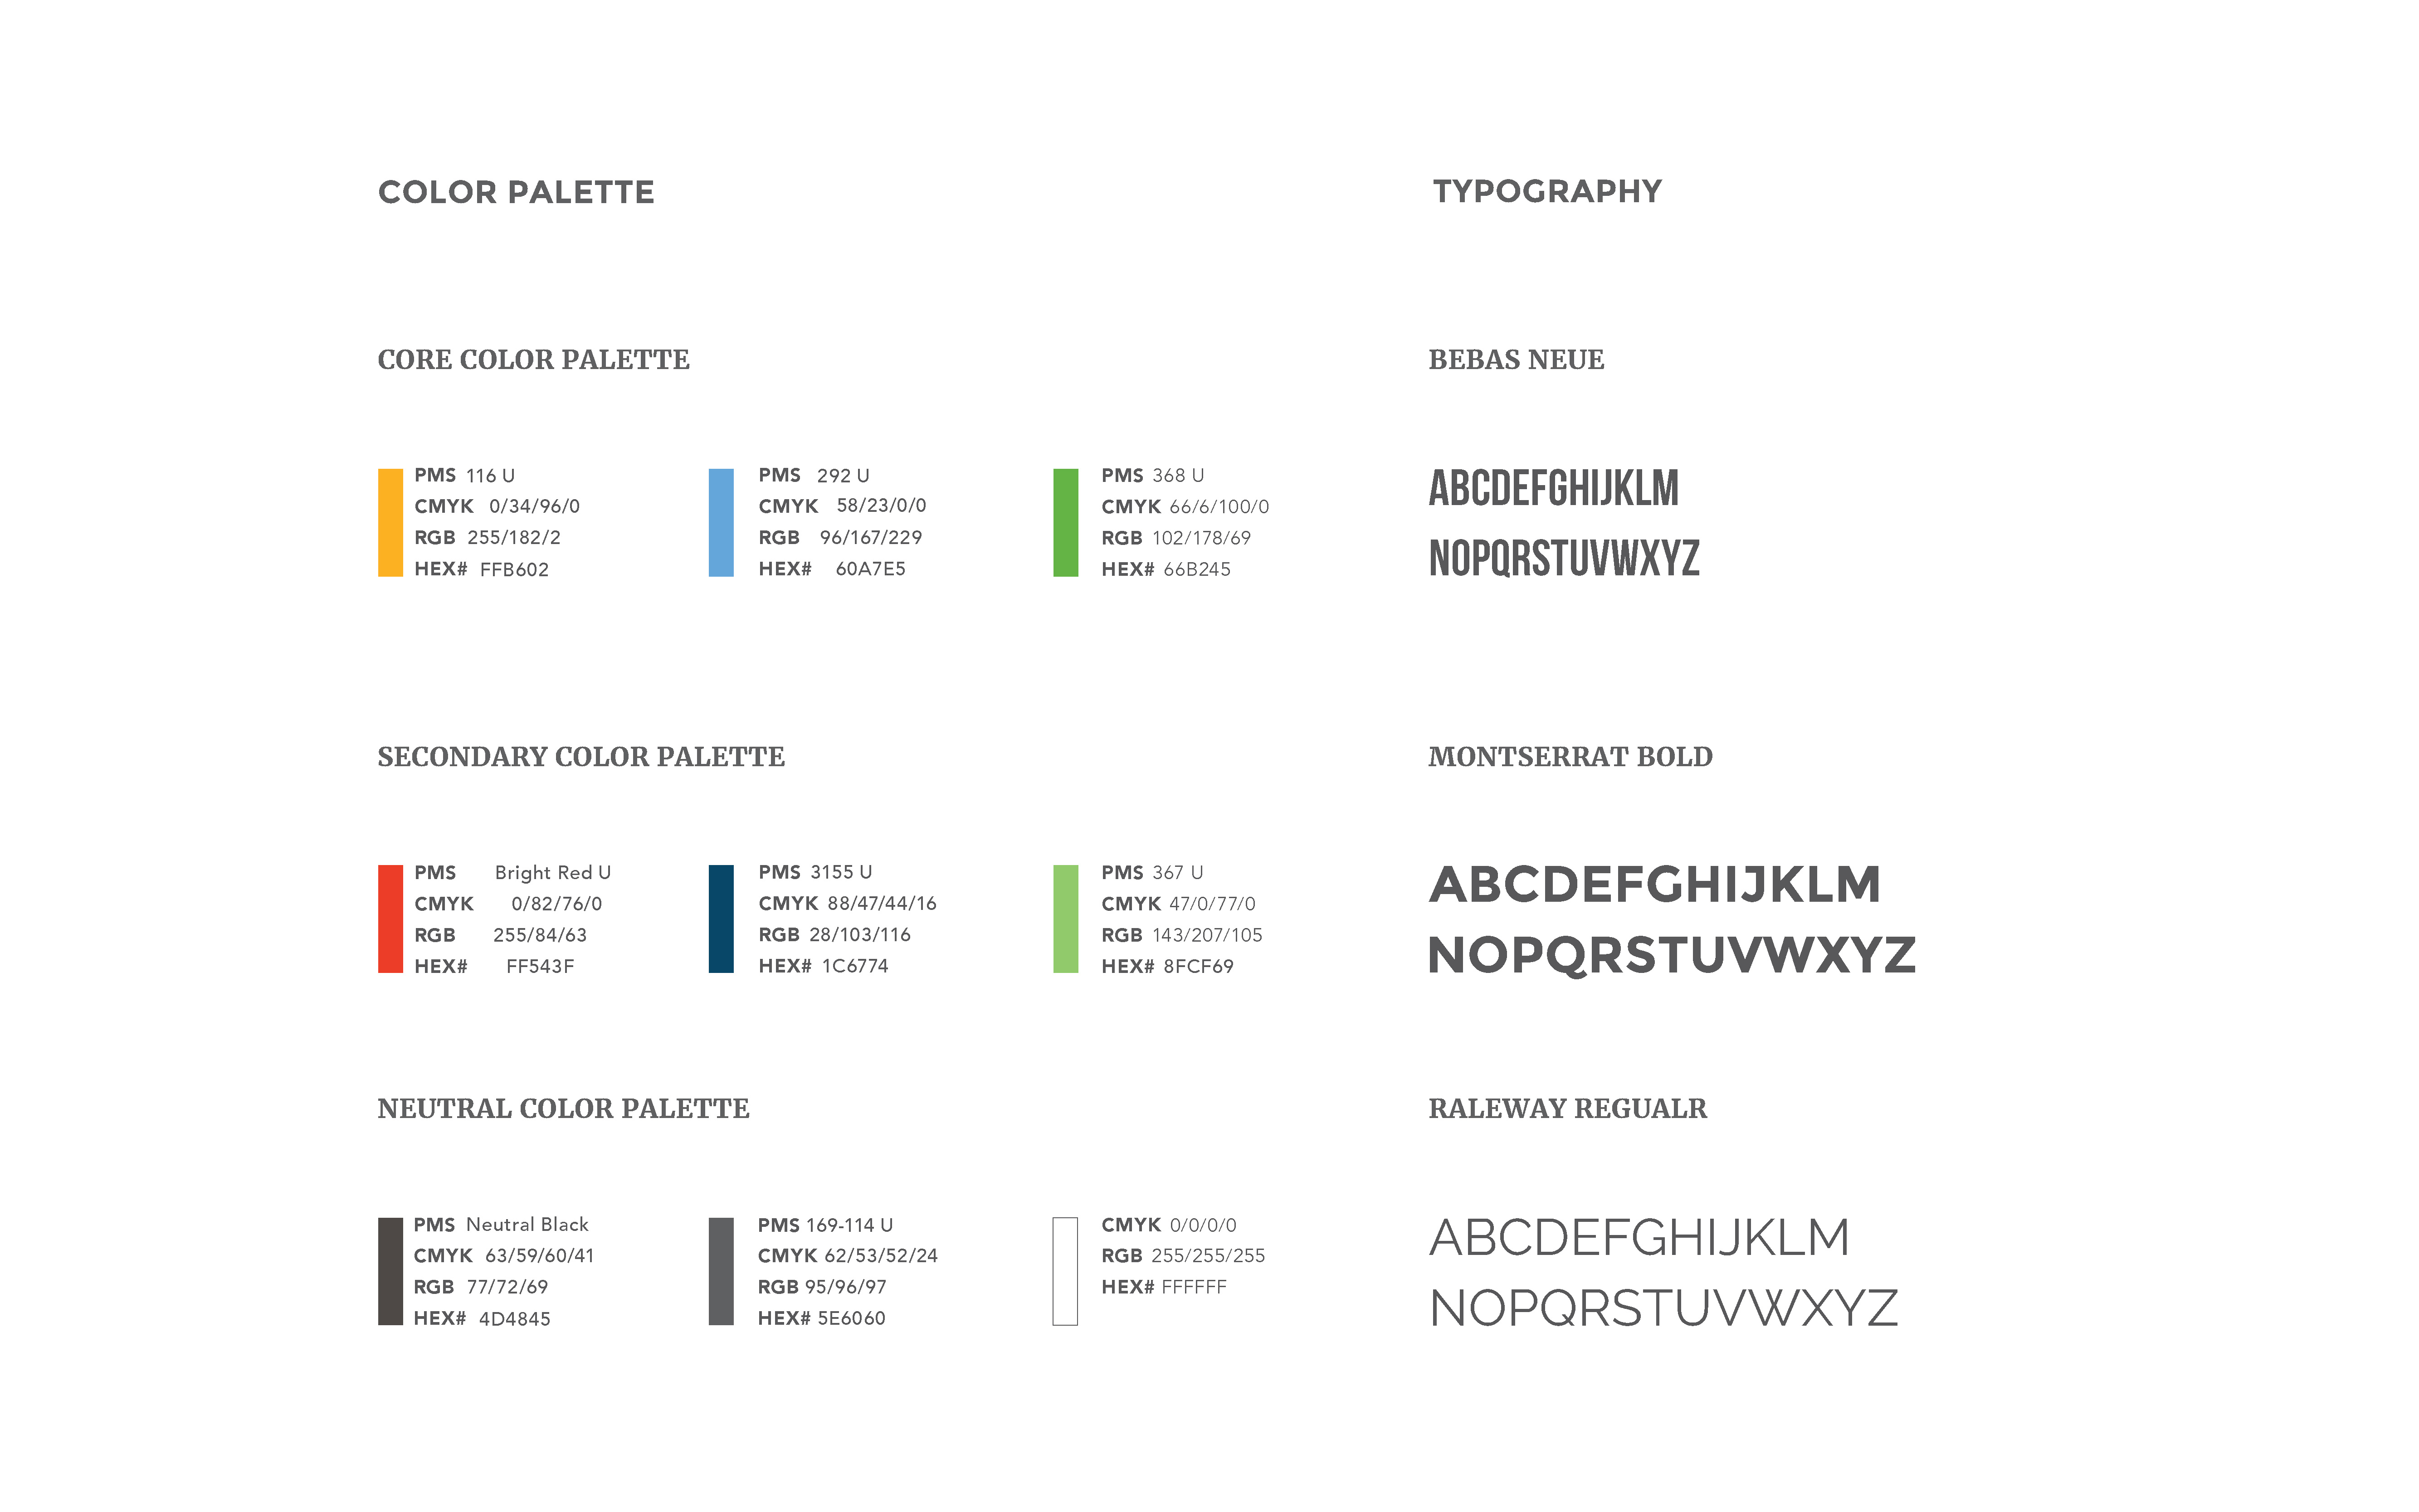 COLOR PALETTE
TYPOGRAPHY
CORE COLOR PALETTE
PMS 116 U
CMYK 0/34/96/0
RGB 255/182/2
HEX# FFB602
PMS 292 U
CMYK 58/23/0/0
RGB 96/167/229
HEX# 60A7E5
PMS 368 U
CMYK 66/6/100/0
RGB 102/178/69
HEX# 66B245
BEBAS NEUE
ABCDEFGHIJKLM
NOPQRSTUVWXYZ
SECONDARY COLOR PALETTE
PMS Bright Red U
CMYK 0/82/76/0
RGB 255/84/63
HEX# FF543F
PMS 3155 U
CMYK 88/47/44/16
RGB 28/103/116
HEX# 1C6774
PMS 367 U
CMYK 47/0/77/0
RGB 143/207/105
HEX# 8FCF69
MONTSERRAT BOLD
ABCDEFGHIJKLM
NOPQRSTUVWXYZ
NEUTRAL COLOR PALETTE
PMS Neutral Black
CMYK 63/59/60/41
RGB 77/72/69
HEX# 4D4845
PMS 169-114 U
CMYK 62/53/52/24
RGB 95/96/97
HEX# 5E6060
CMYK 0/0/0/0
RGB 255/255/255
HEX# FFFFFF
RALEWAY REGUALR
ABCDEFGHIJKLM
NOPQRSTUVWXYZ